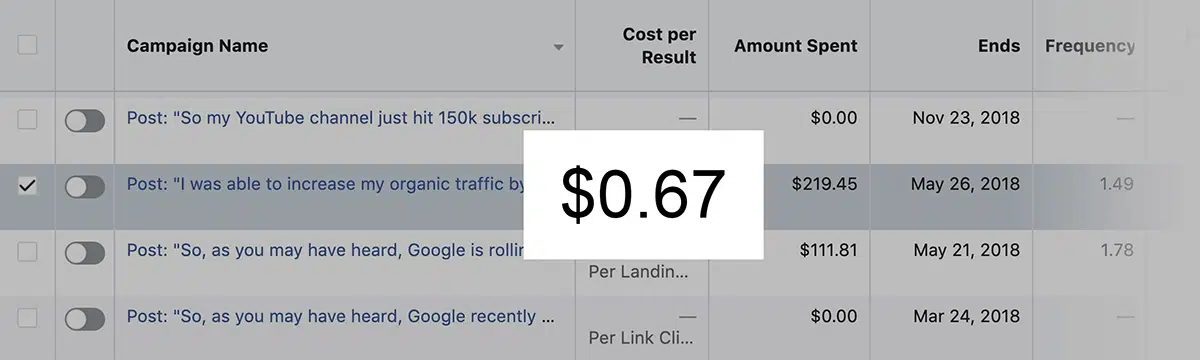 Campaign Name
Cost per
Result
Amount Spent
Ends
Frequency
Post: "So my YouTube channel just hit 150k subscri...
—
$0.00
Nov 23, 2018
—
Post: "I was able to increase my organic traffic by
$0.67
$219.45
May 26, 2018
1.49
Post: "So, as you may have heard, Google is rollin
Per Landin...
$111.81
May 21, 2018
1.78
Post: "So, as you may have heard, Google recently ...
—
Per Link Cli...
$0.00
Mar 24, 2018
—